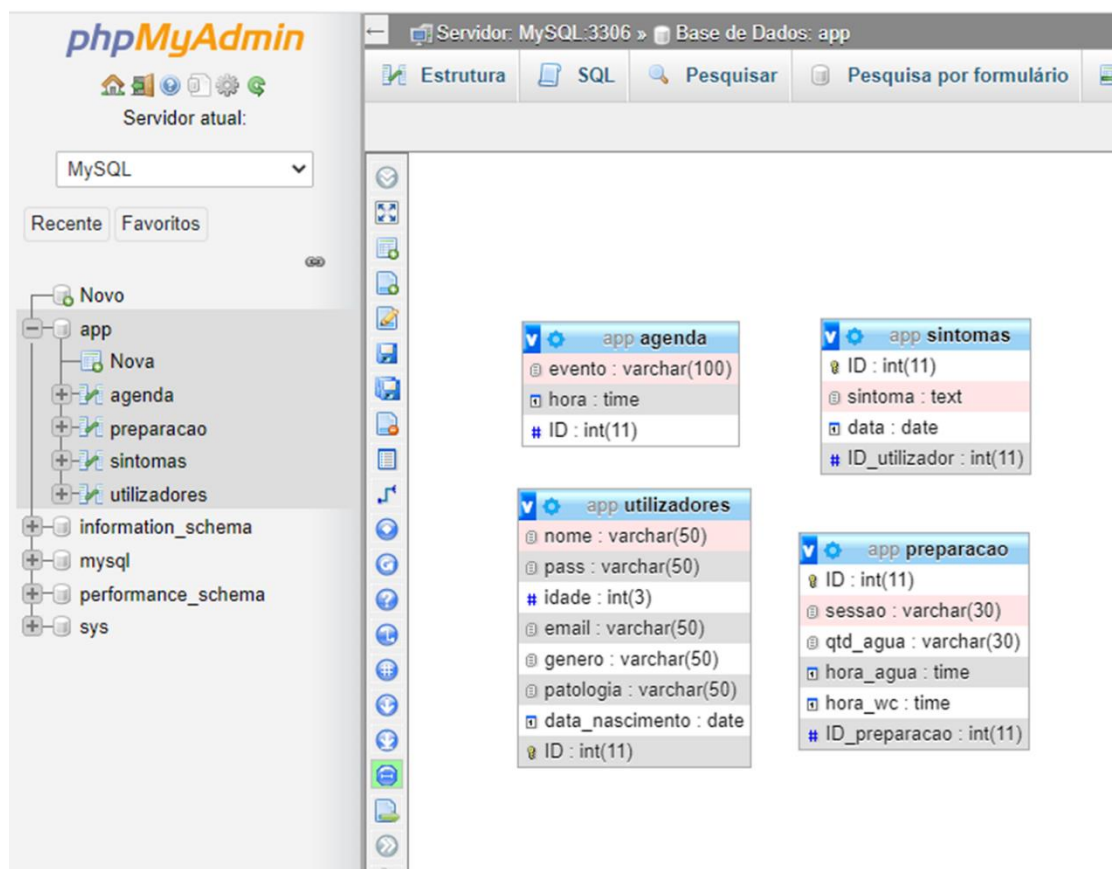 phpMyAdmin
Servidor atual:
MySQL
Recente Favoritos
Novo
app
Nova
agenda
preparacao
sintomas
utilizadores
information_schema
mysql
performance_schema
sys
Servidor: MySQL:3306 » Base de Dados: app
Estrutura SQL Pesquisar Pesquisa por formulário
app agenda
evento : varchar(100)
hora : time
ID : int(11)
app sintomas
ID : int(11)
sintoma : text
data : date
ID_utilizador : int(11)
app utilizadores
nome : varchar(50)
pass : varchar(50)
idade : int(3)
email : varchar(50)
genero : varchar(50)
patologia : varchar(50)
data_nascimento : date
ID : int(11)
app preparacao
ID : int(11)
sessao : varchar(30)
qtd_agua : varchar(30)
hora_agua : time
hora_wc : time
ID_preparacao : int(11)